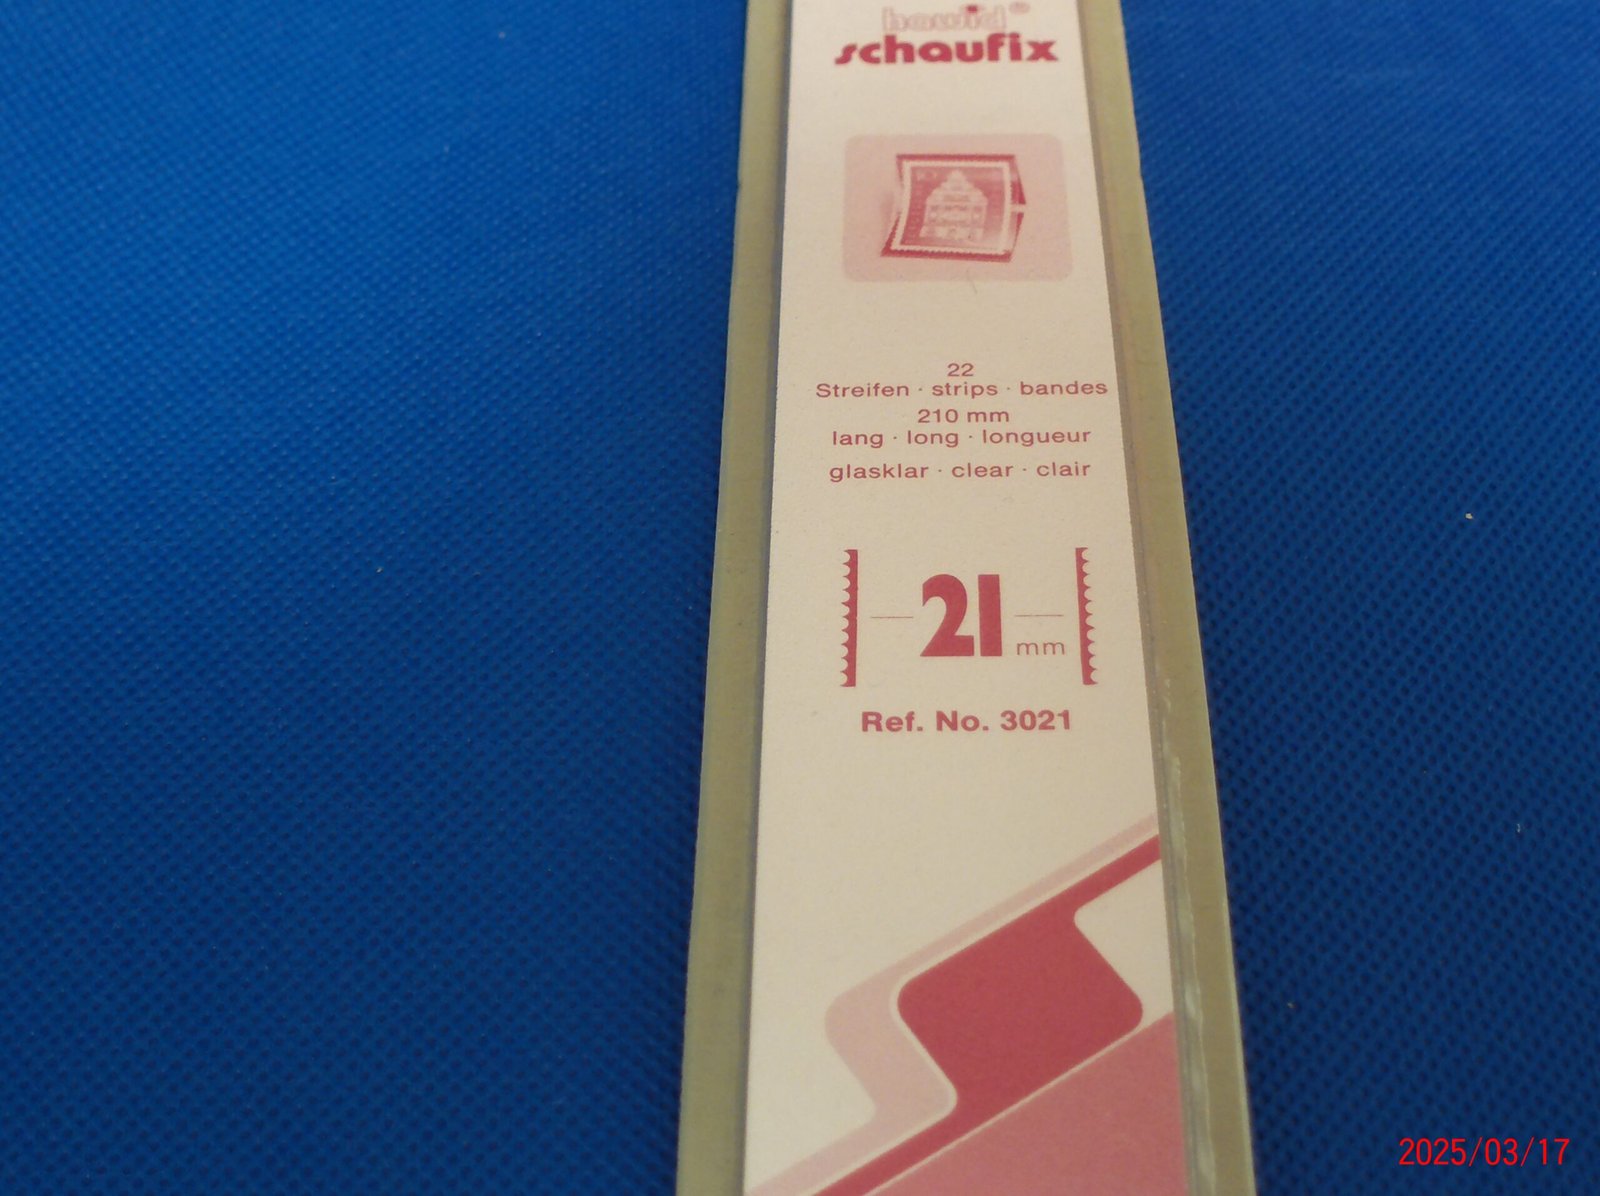 hawid®
schaufix
22
Streifen · strips · bandes
210 mm
lang · long · longueur
glasklar · clear · clair
21 mm
Ref. No. 3021
2025/03/17